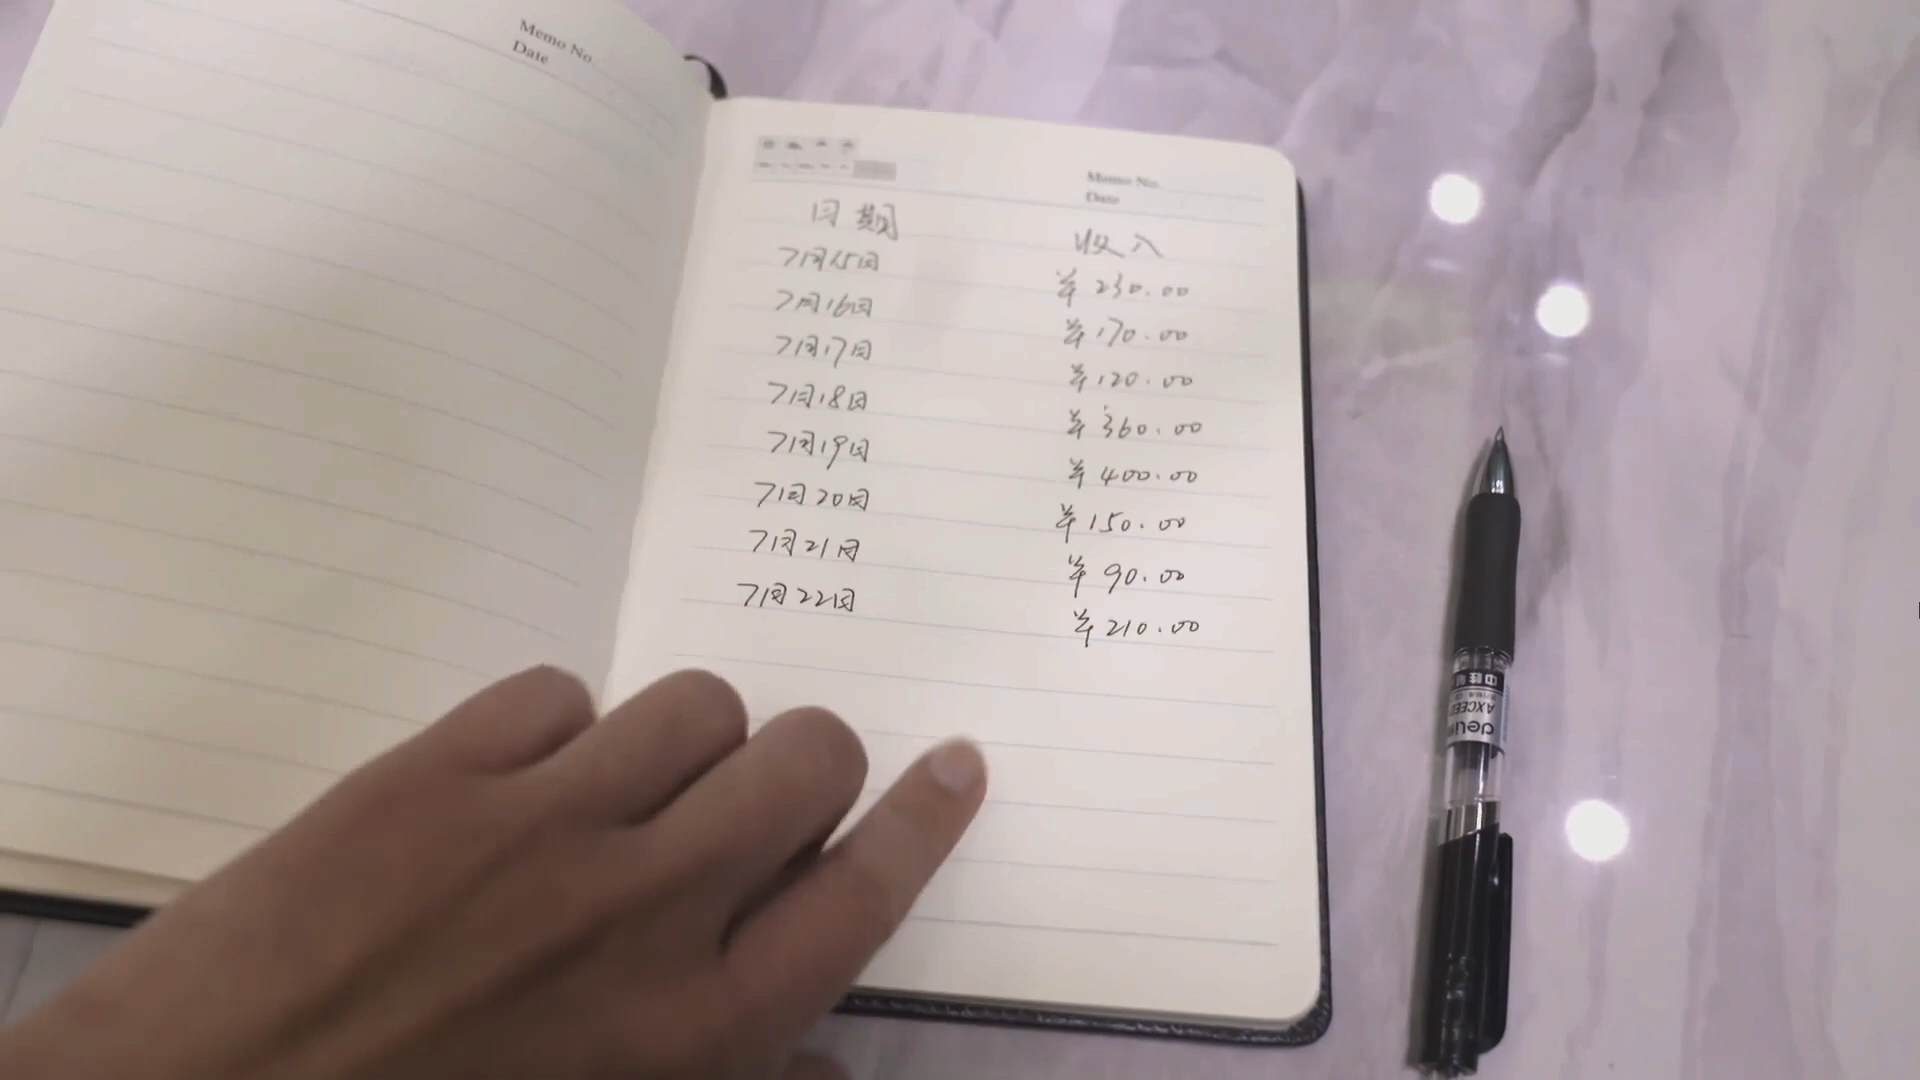 Memo No.
Date
Memo No.
Date
日期 收入
7月15日 ¥230.00
7月16日 ¥170.00
7月17日 ¥120.00
7月18日 ¥360.00
7月19日 ¥400.00
7月20日 ¥150.00
7月21日 ¥90.00
7月22日 ¥210.00
deli